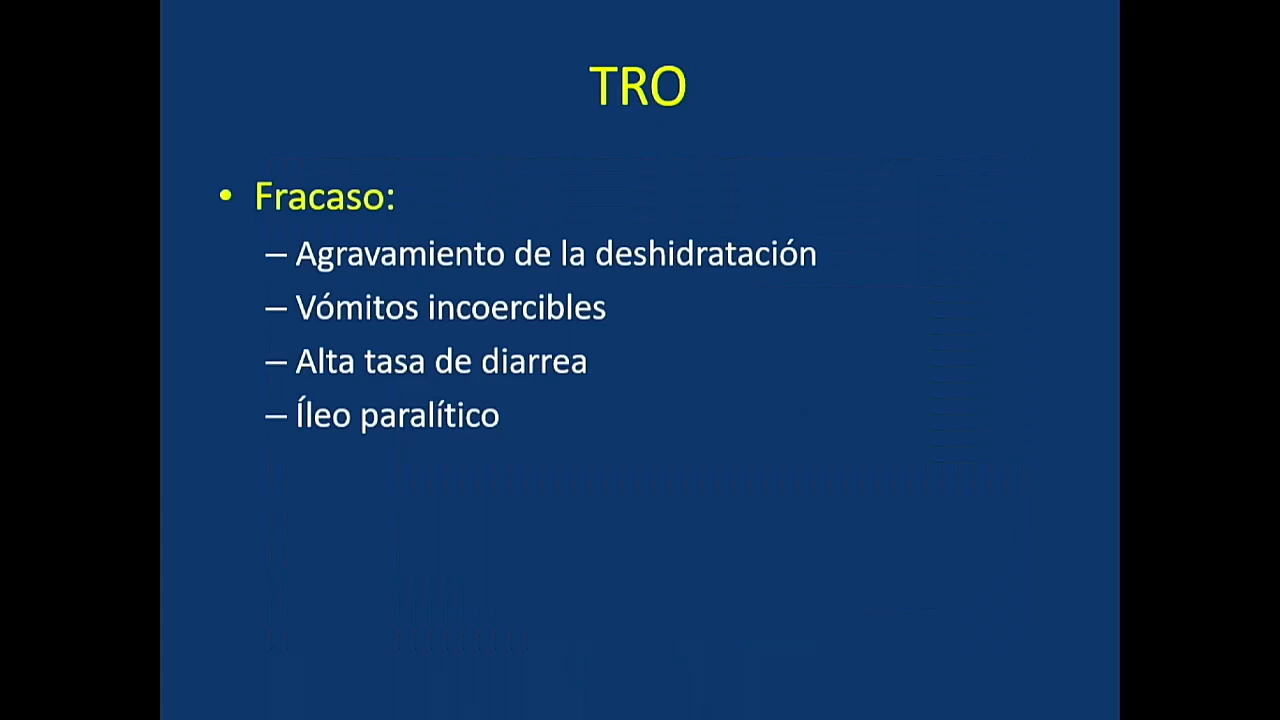 TRO
• Fracaso:
– Agravamiento de la deshidratación
– Vómitos incoercibles
– Alta tasa de diarrea
– Íleo paralítico